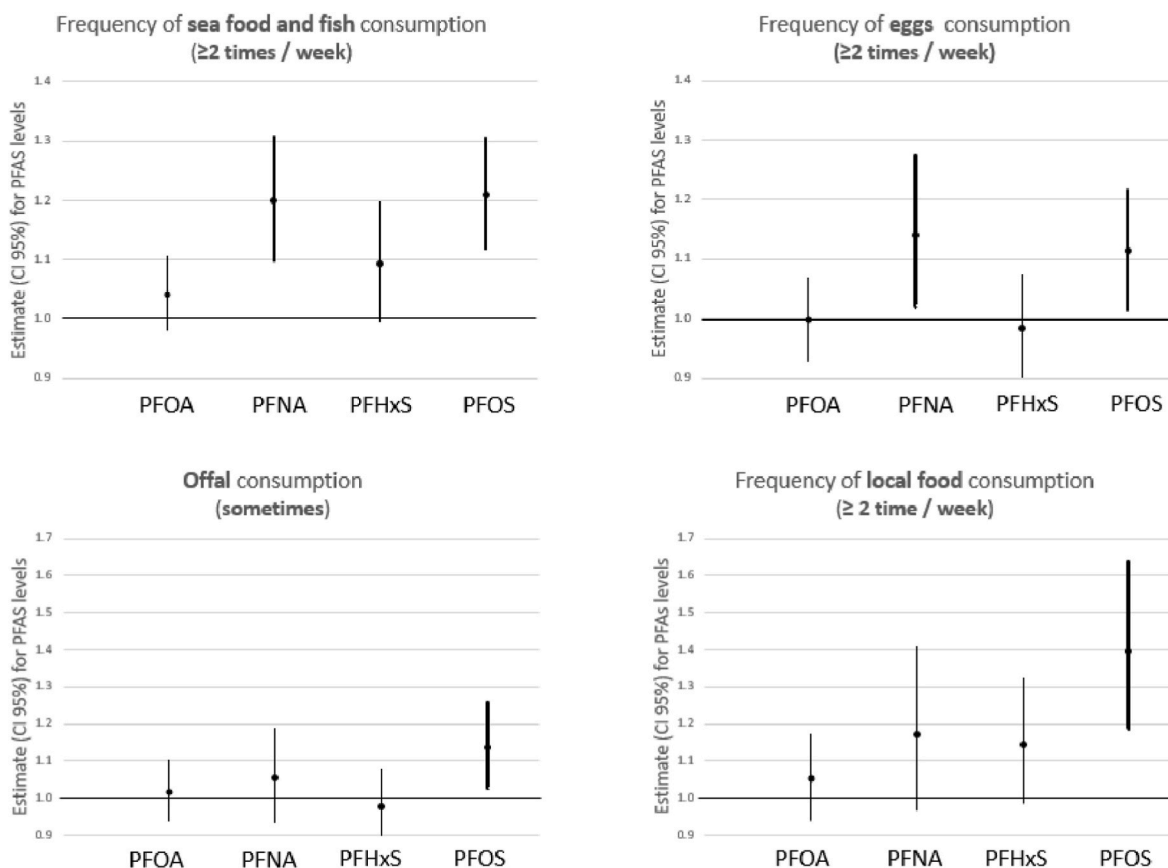 Frequency of sea food and fish consumption
(≥2 times / week)
Estimate (CI 95%) for PFAS levels
1.4
1.3
1.2
1.1
1.0
0.9
PFOA PFNA PFHxS PFOS
Frequency of eggs consumption
(≥2 times / week)
Estimate (CI 95%) for PFAS levels
1.4
1.3
1.2
1.1
1.0
0.9
PFOA PFNA PFHxS PFOS
Offal consumption
(sometimes)
Estimate (CI 95%) for PFAS levels
1.7
1.6
1.5
1.4
1.3
1.2
1.1
1.0
0.9
PFOA PFNA PFHxS PFOS
Frequency of local food consumption
(≥ 2 time / week)
Estimate (CI 95%) for PFAS levels
1.7
1.6
1.5
1.4
1.3
1.2
1.1
1.0
0.9
PFOA PFNA PFHxS PFOS